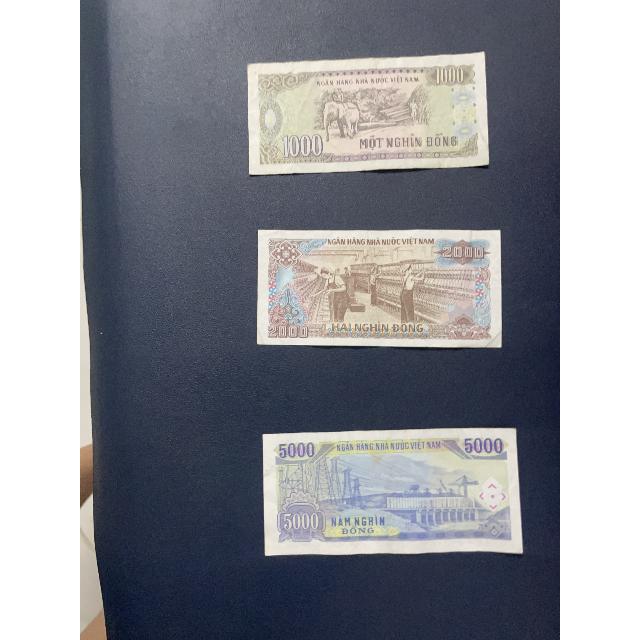 NGÂN HÀNG NHÀ NƯỚC VIỆT NAM
1000
1000
MỘT NGHÌN ĐỒNG
NGÂN HÀNG NHÀ NƯỚC VIỆT NAM
2000
2000
HAI NGHÌN ĐỒNG
5000
NGÂN HÀNG NHÀ NƯỚC VIỆT NAM
5000
5000
NĂM NGHÌN
ĐỒNG